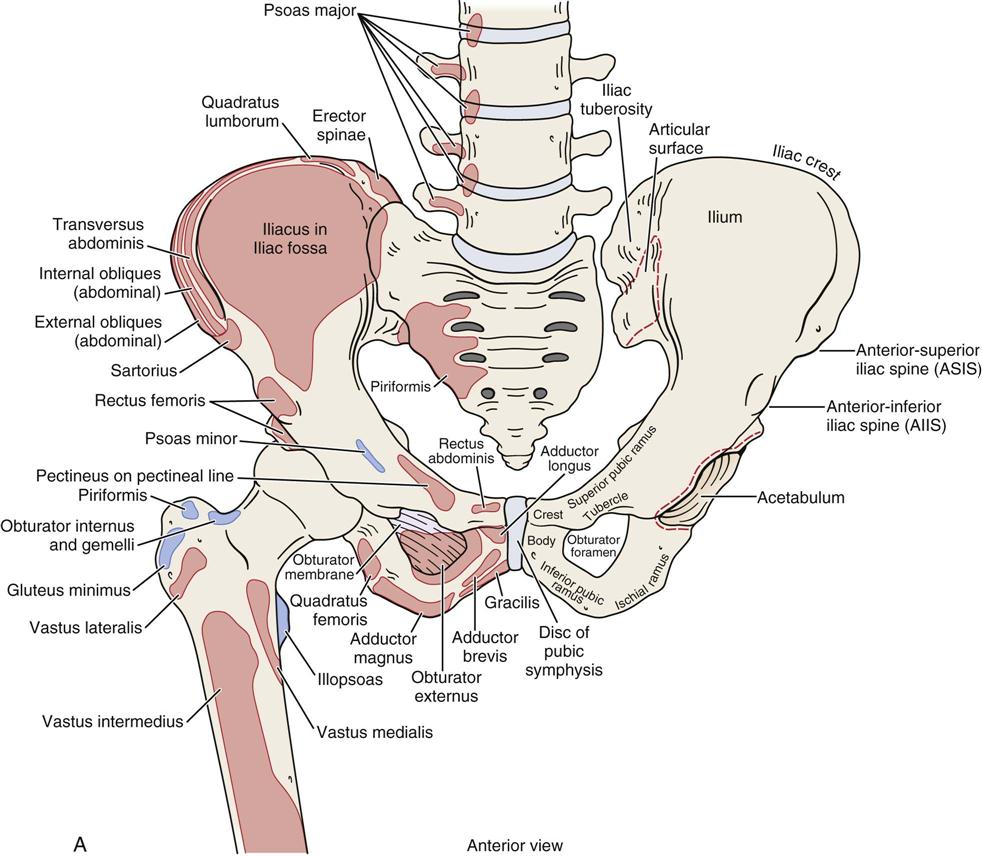 Psoas major
Quadratus
lumborum
Erector
spinae
Iliac
tuberosity
Articular
surface
Iliac crest
Transversus
abdominis
Iliacus in
Iliac fossa
Ilium
Internal obliques
(abdominal)
External obliques
(abdominal)
Sartorius
Anterior-superior
iliac spine (ASIS)
Piriformis
Rectus femoris
Anterior-inferior
iliac spine (AIIS)
Psoas minor
Rectus
abdominis
Adductor
longus
Superior pubic ramus
Pectineus on pectineal line
Piriformis
Tubercle
Acetabulum
Crest
Obturator internus
and gemelli
Body
Obturator
foramen
Obturator
membrane
Inferior pubic
ramus
Ischial ramus
Gluteus minimus
Quadratus
femoris
Gracilis
Vastus lateralis
Adductor
magnus
Adductor
brevis
Disc of
pubic
symphysis
Illopsoas
Obturator
externus
Vastus intermedius
Vastus medialis
A
Anterior view